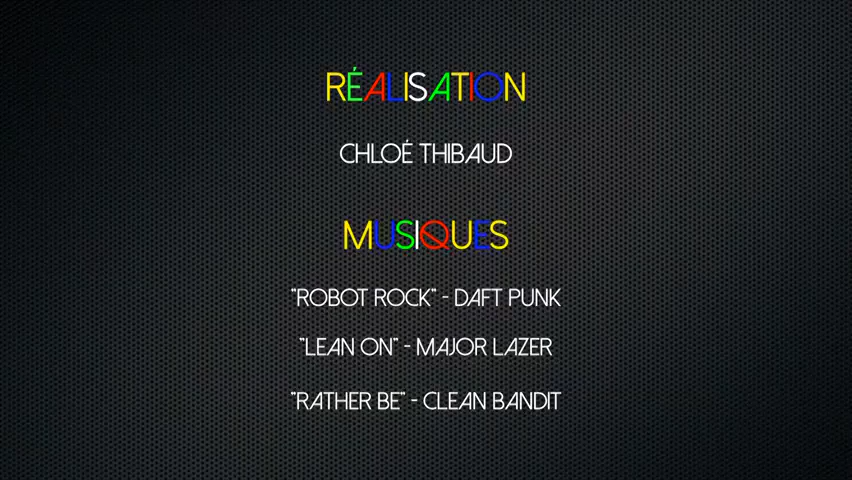 RÉALISATION
CHLOÉ THIBAUD
MUSIQUES
"ROBOT ROCK" - DAFT PUNK
"LEAN ON" - MAJOR LAZER
"RATHER BE" - CLEAN BANDIT